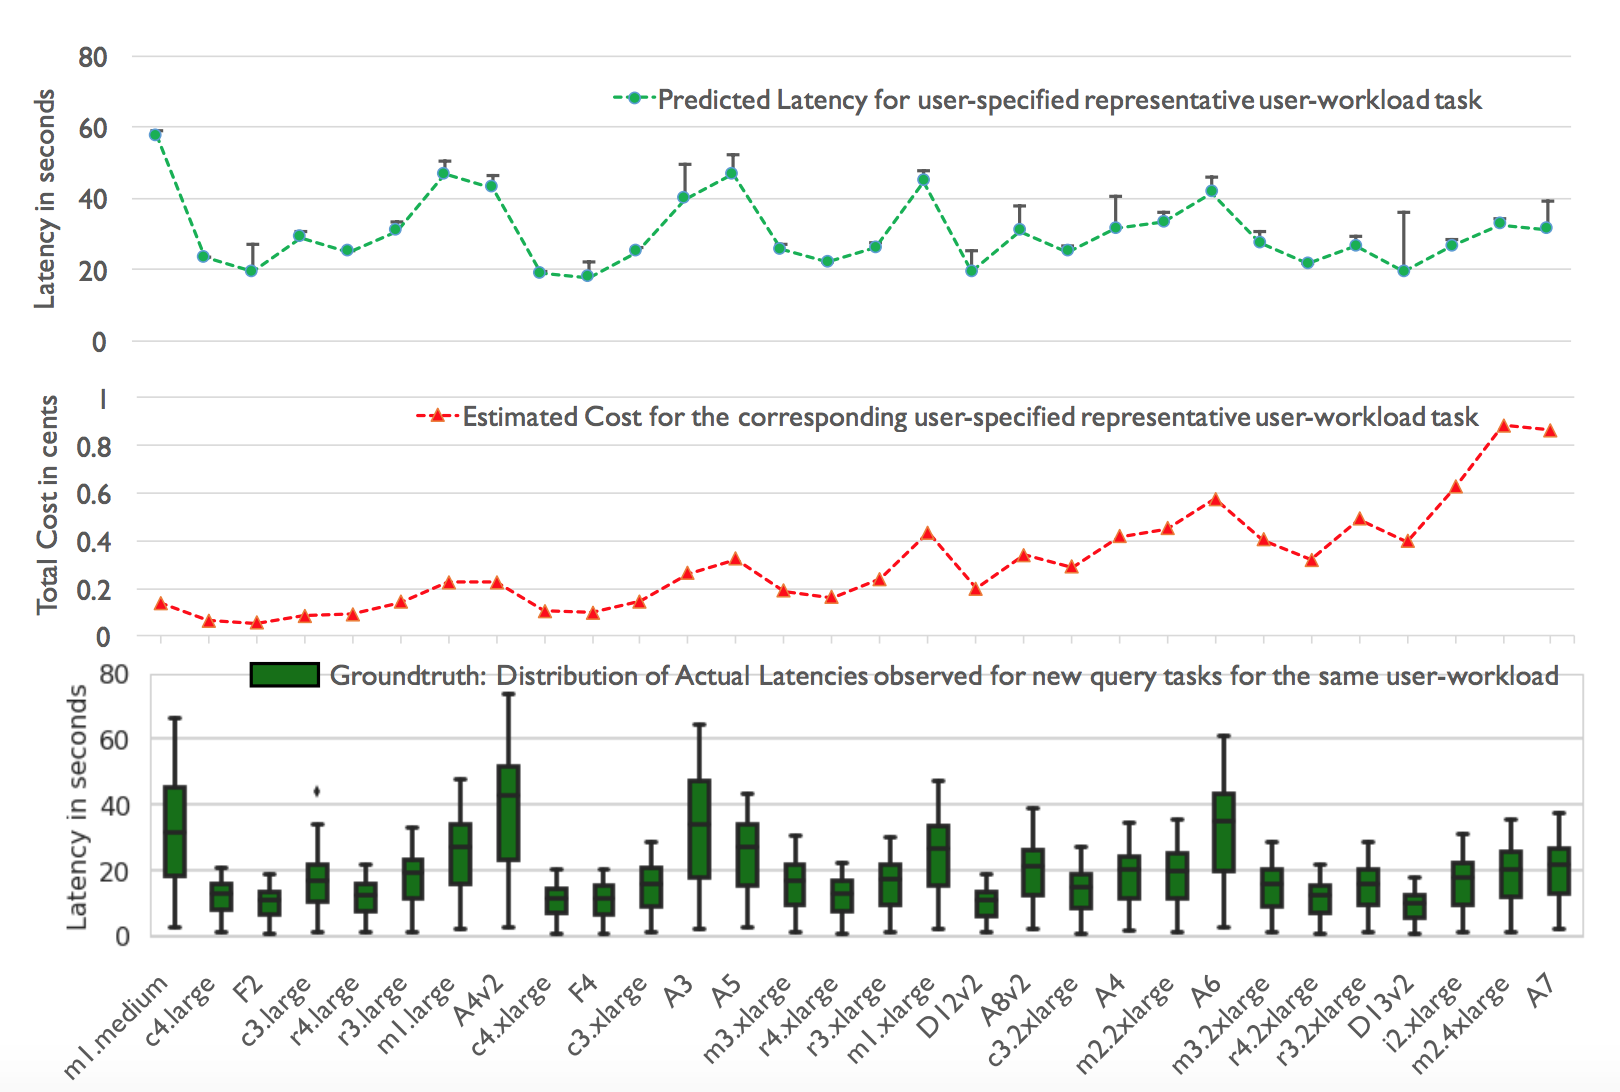 80
Predicted Latency for user-specified representative user-workload task
60
40
20
0
Latency in seconds
1
Estimated Cost for the corresponding user-specified representative user-workload task
0.8
0.6
0.4
0.2
0
Total Cost in cents
80
Groundtruth: Distribution of Actual Latencies observed for new query tasks for the same user-workload
60
40
20
0
Latency in seconds
m1.medium
c4.large
F2
c3.large
r4.large
r3.large
m1.large
A4v2
c4.xlarge
F4
c3.xlarge
A3
A5
m3.xlarge
r4.xlarge
r3.xlarge
m1.xlarge
D12v2
A8v2
c3.2xlarge
A4
m2.2xlarge
A6
m3.2xlarge
r4.2xlarge
r3.2xlarge
D13v2
i2.xlarge
m2.4xlarge
A7